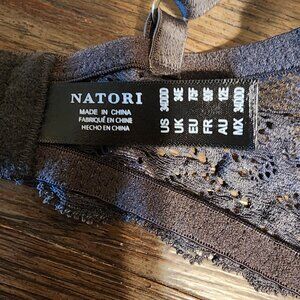 NATORI
MADE IN CHINA
FABRIQUÉ EN CHINE
HECHO EN CHINA
US 34DDD
UK 34E
EU 75F
FR 90F
AU 12E
MX 34DDD